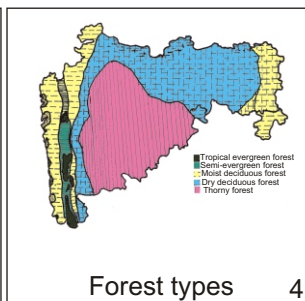 Tropical evergreen forest
Semi-evergreen forest
Moist deciduous forest
Dry deciduous forest
Thorny forest
Forest types 4